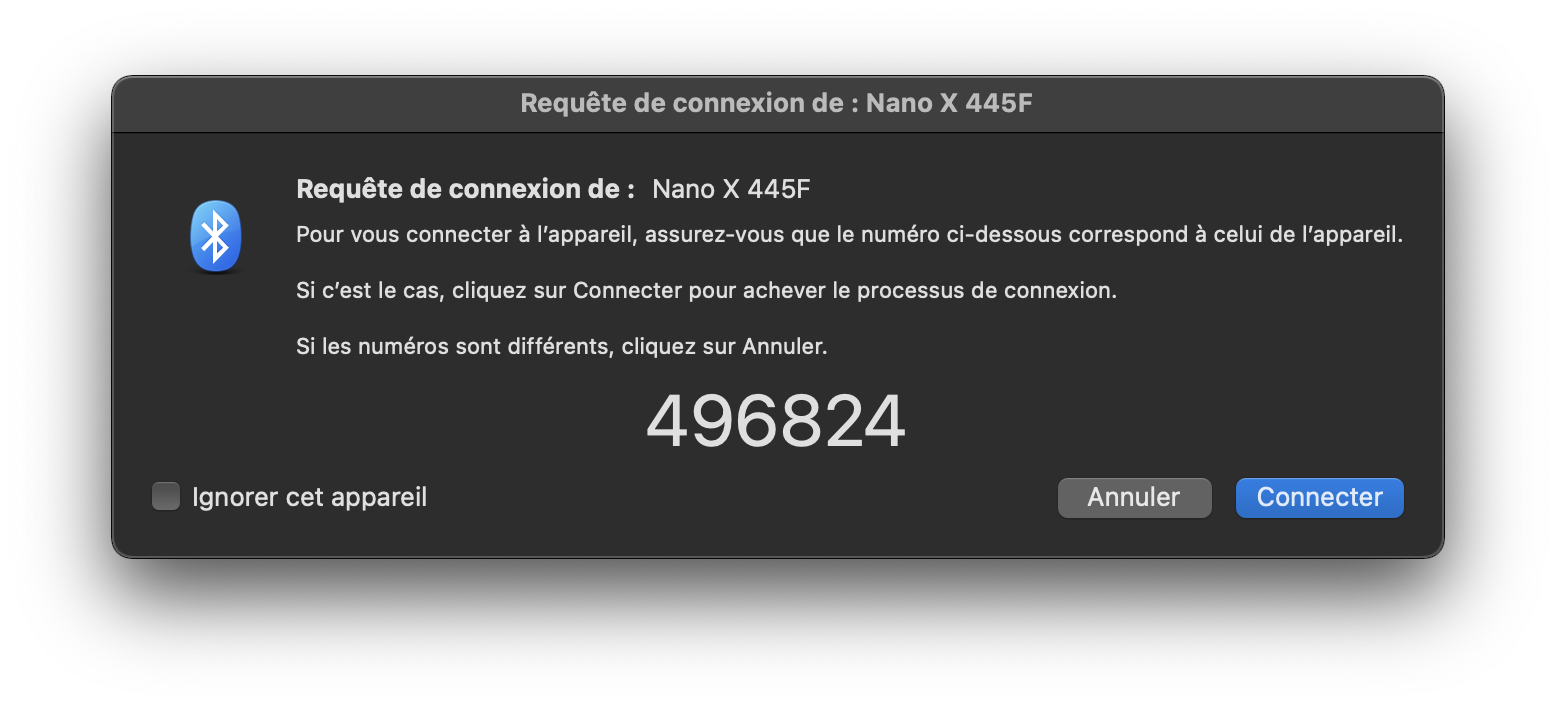 Requête de connexion de : Nano X 445F
Requête de connexion de : Nano X 445F
Pour vous connecter à l’appareil, assurez-vous que le numéro ci-dessous correspond à celui de l’appareil.
Si c’est le cas, cliquez sur Connecter pour achever le processus de connexion.
Si les numéros sont différents, cliquez sur Annuler.
496824
Ignorer cet appareil
Annuler
Connecter